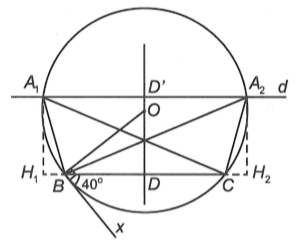 A₁ D' A₂ d
O
H₁ B 40° D C H₂
x